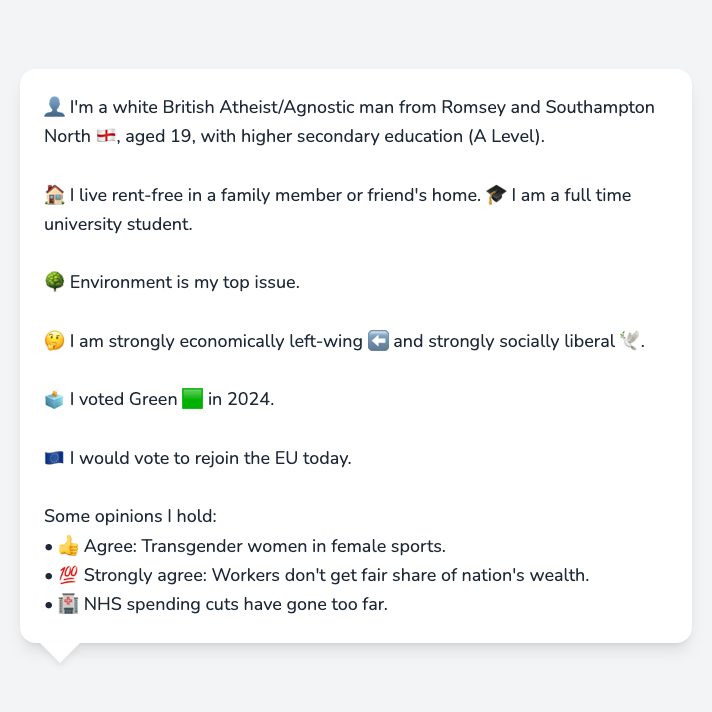 👤 I'm a white British Atheist/Agnostic man from Romsey and Southampton
North 🏴󠁧󠁢󠁥󠁮󠁧󠁿, aged 19, with higher secondary education (A Level).
🏠 I live rent-free in a family member or friend's home. 🎓 I am a full time
university student.
🌳 Environment is my top issue.
🤔 I am strongly economically left-wing ⬅️ and strongly socially liberal 🕊️.
🗳️ I voted Green 🟩 in 2024.
🇪🇺 I would vote to rejoin the EU today.
Some opinions I hold:
• 👍 Agree: Transgender women in female sports.
• 💯 Strongly agree: Workers don't get fair share of nation's wealth.
• 🏥 NHS spending cuts have gone too far.